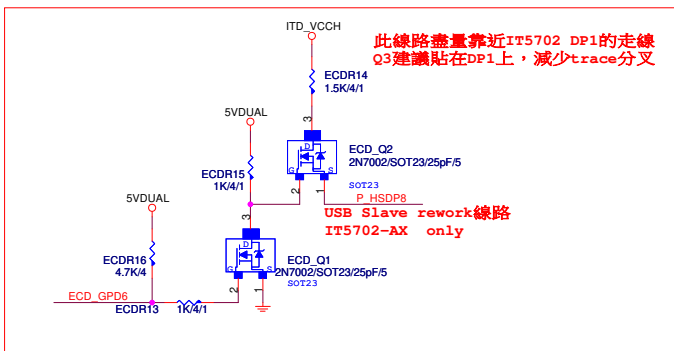 ITD_VCCH
此線路盡量靠近IT5702 DP1的走線
Q3建議貼在DP1上，減少trace分叉
ECDR14
1.5K/4/1
5VDUAL
3
D
G
S
ECD_Q2
2N7002/SOT23/25pF/5
SOT23
ECDR15
1K/4/1
2
1
P_HSDP8
5VDUAL
USB Slave rework線路
IT5702-AX only
3
D
G
S
ECD_Q1
2N7002/SOT23/25pF/5
SOT23
ECDR16
4.7K/4
2
1
ECD_GPD6
ECDR13
1K/4/1